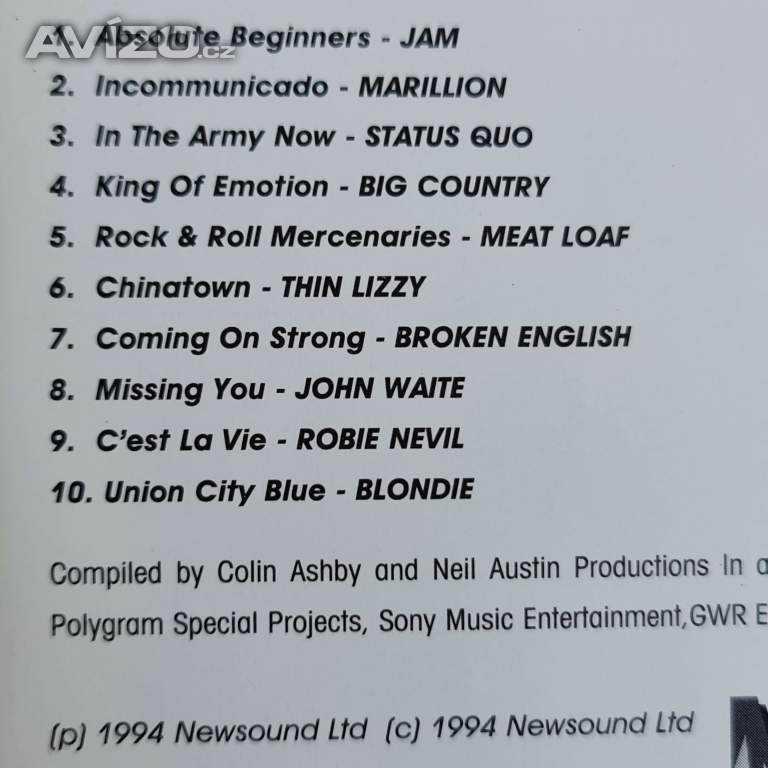 AVÍZO.cz
1. Absolute Beginners - JAM
2. Incommunicado - MARILLION
3. In The Army Now - STATUS QUO
4. King Of Emotion - BIG COUNTRY
5. Rock & Roll Mercenaries - MEAT LOAF
6. Chinatown - THIN LIZZY
7. Coming On Strong - BROKEN ENGLISH
8. Missing You - JOHN WAITE
9. C'est La Vie - ROBIE NEVIL
10. Union City Blue - BLONDIE
Compiled by Colin Ashby and Neil Austin Productions In
Polygram Special Projects, Sony Music Entertainment,GWR
(p) 1994 Newsound Ltd (c) 1994 Newsound Ltd